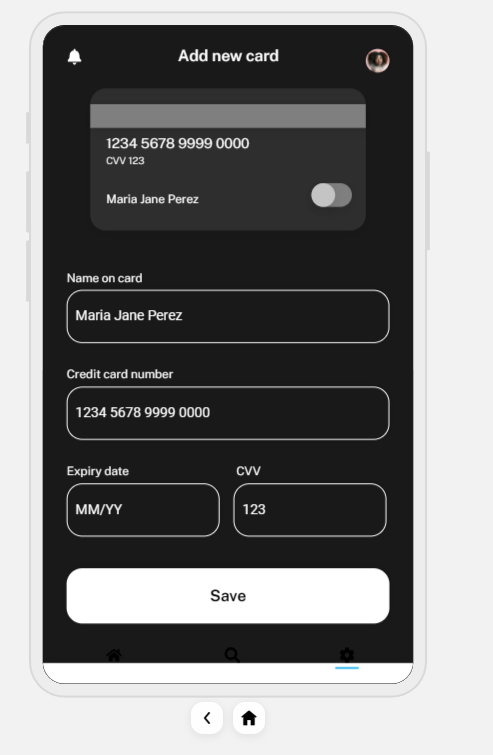 Add new card
1234 5678 9999 0000
CVV 123
Maria Jane Perez
Name on card
Maria Jane Perez
Credit card number
1234 5678 9999 0000
Expiry date CVV
MM/YY 123
Save